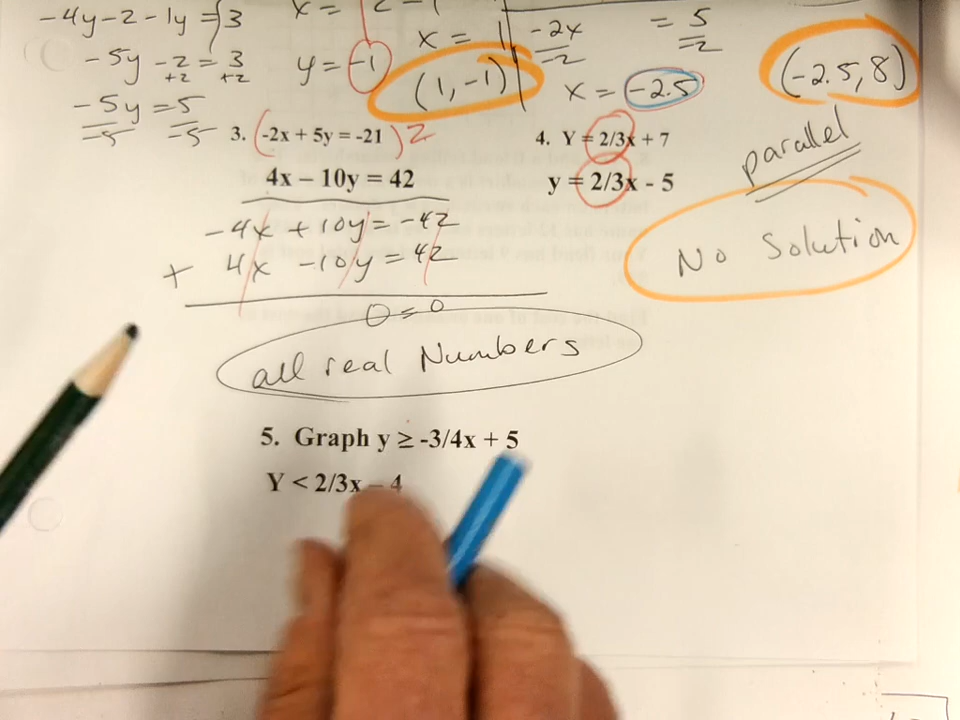 -4y-2-1y=3
-5y -2 = 3
+2 +2
-5y = 5
-5 -5
y = -1
x = 1
(1, -1)
-2x = 5
-2 -2
x = -2.5
(-2.5, 8)
3. (-2x + 5y = -21)2
4x – 10y = 42
-4x + 10y = -42
+ 4x -10y = 42
0 = 0
all real Numbers
4. Y = 2/3x + 7
y = 2/3x - 5
parallel
No Solution
5. Graph y ≥ -3/4x + 5
Y < 2/3x – 4